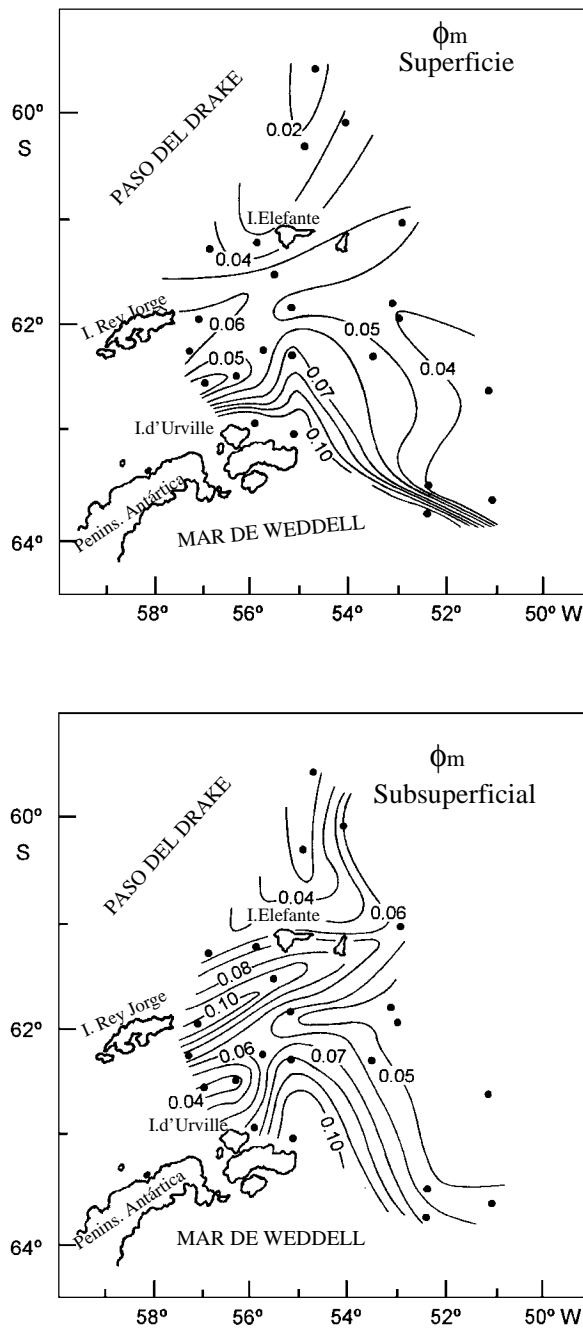 ϕm
Superficie
60º
S
PASO DEL DRAKE
0.02
I.Elefante
0.04
I. Rey Jorge
62º
0.06
0.05
0.05
0.04
0.07
I.d'Urville
0.10
Penins. Antártica
64º
MAR DE WEDDELL
58º 56º 54º 52º 50º W
ϕm
Subsuperficial
60º
S
PASO DEL DRAKE
0.04
I.Elefante
0.06
0.08
0.10
I. Rey Jorge
62º
0.06
0.07
0.05
0.04
I.d'Urville
0.10
Penins. Antártica
64º
MAR DE WEDDELL
58º 56º 54º 52º 50º W